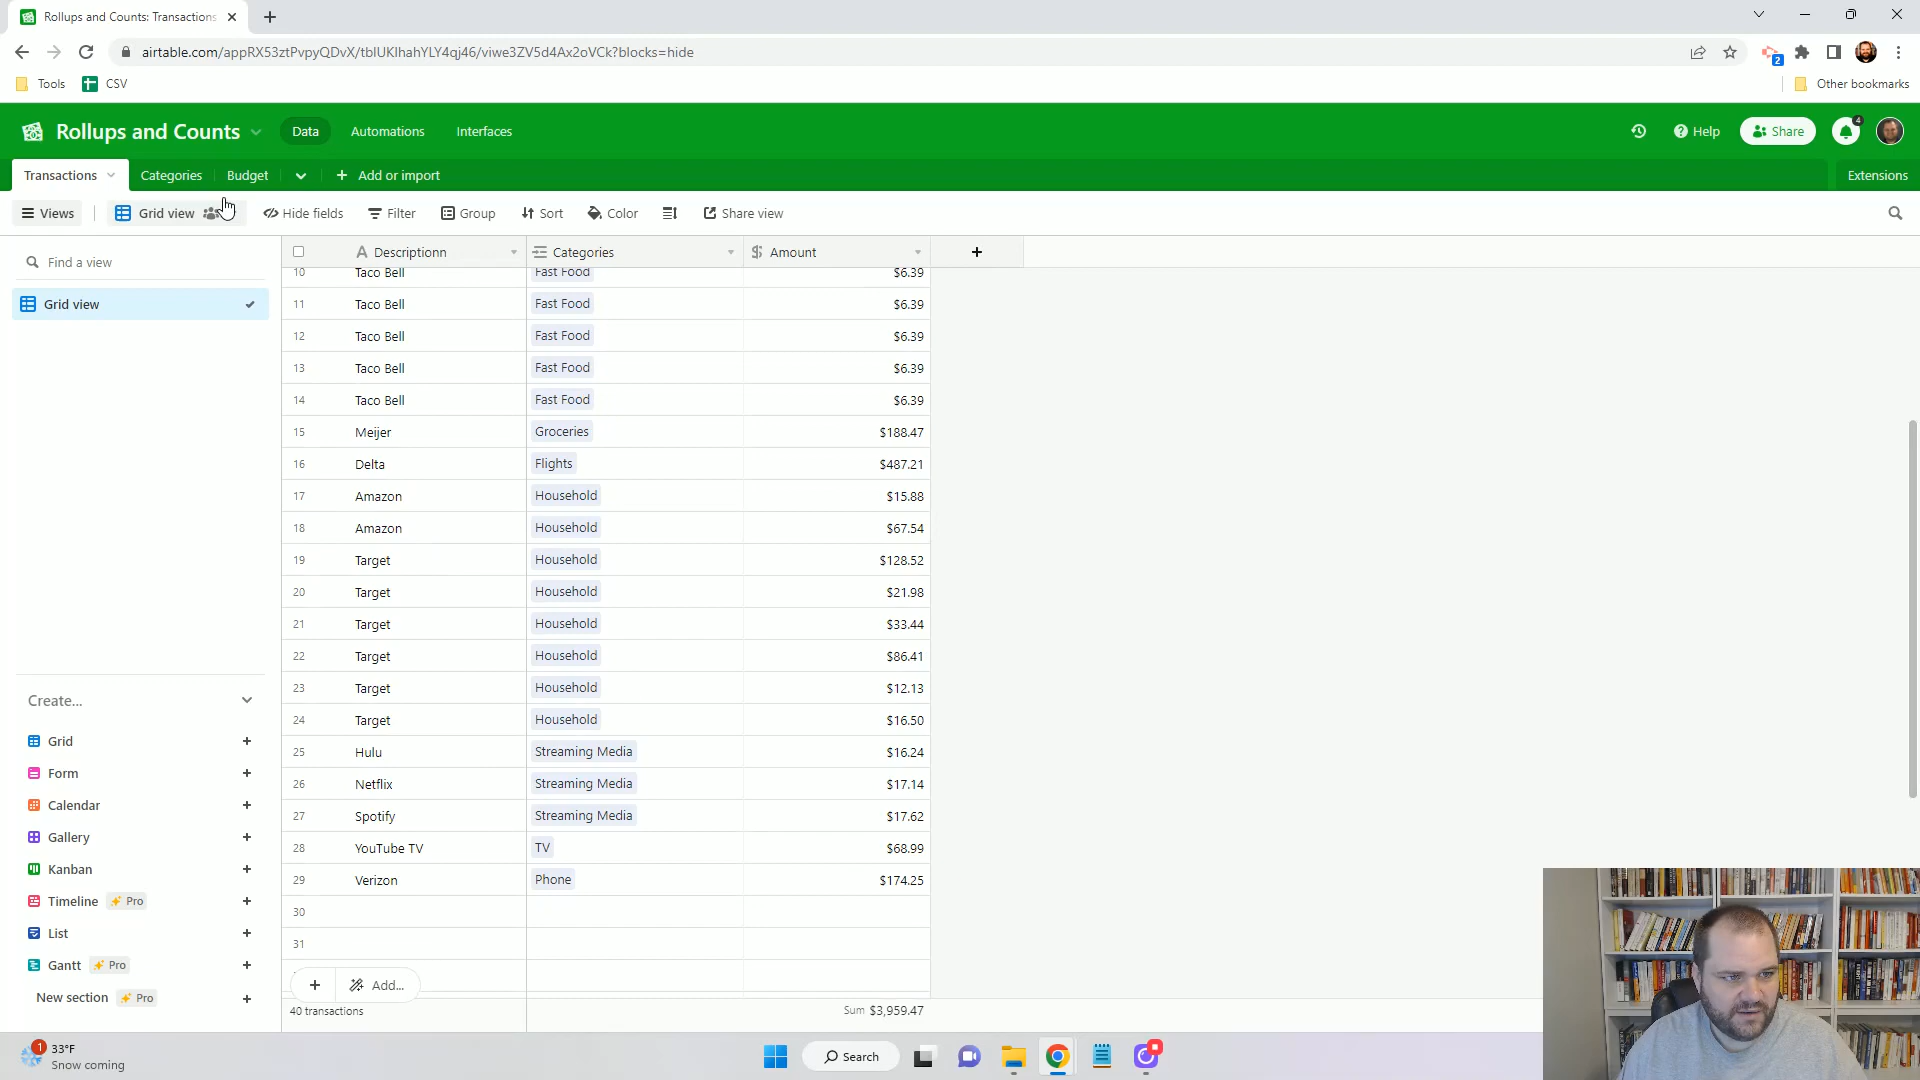 Rollups and Counts: Transactions
airtable.com/appRX53ztPvpyQDvX/tblUKIhahYLY4qj46/viwe3ZV5d4Ax2oVCk?blocks=hide
2
Tools CSV Other bookmarks
Rollups and Counts Data Automations Interfaces Help Share 4
Transactions Categories Budget Add or import Extensions
Views Grid view Hide fields Filter Group Sort Color Share view
Find a view
Grid view
Create...
Grid
Form
Calendar
Gallery
Kanban
Timeline Pro
List
Gantt Pro
New section Pro
A Descriptionn Categories $ Amount
10 Taco Bell Fast Food $6.39
11 Taco Bell Fast Food $6.39
12 Taco Bell Fast Food $6.39
13 Taco Bell Fast Food $6.39
14 Taco Bell Fast Food $6.39
15 Meijer Groceries $188.47
16 Delta Flights $487.21
17 Amazon Household $15.88
18 Amazon Household $67.54
19 Target Household $128.52
20 Target Household $21.98
21 Target Household $33.44
22 Target Household $86.41
23 Target Household $12.13
24 Target Household $16.50
25 Hulu Streaming Media $16.24
26 Netflix Streaming Media $17.14
27 Spotify Streaming Media $17.62
28 YouTube TV TV $68.99
29 Verizon Phone $174.25
30
31
Add...
40 transactions Sum $3,959.47
1 33°F
Snow coming
Search